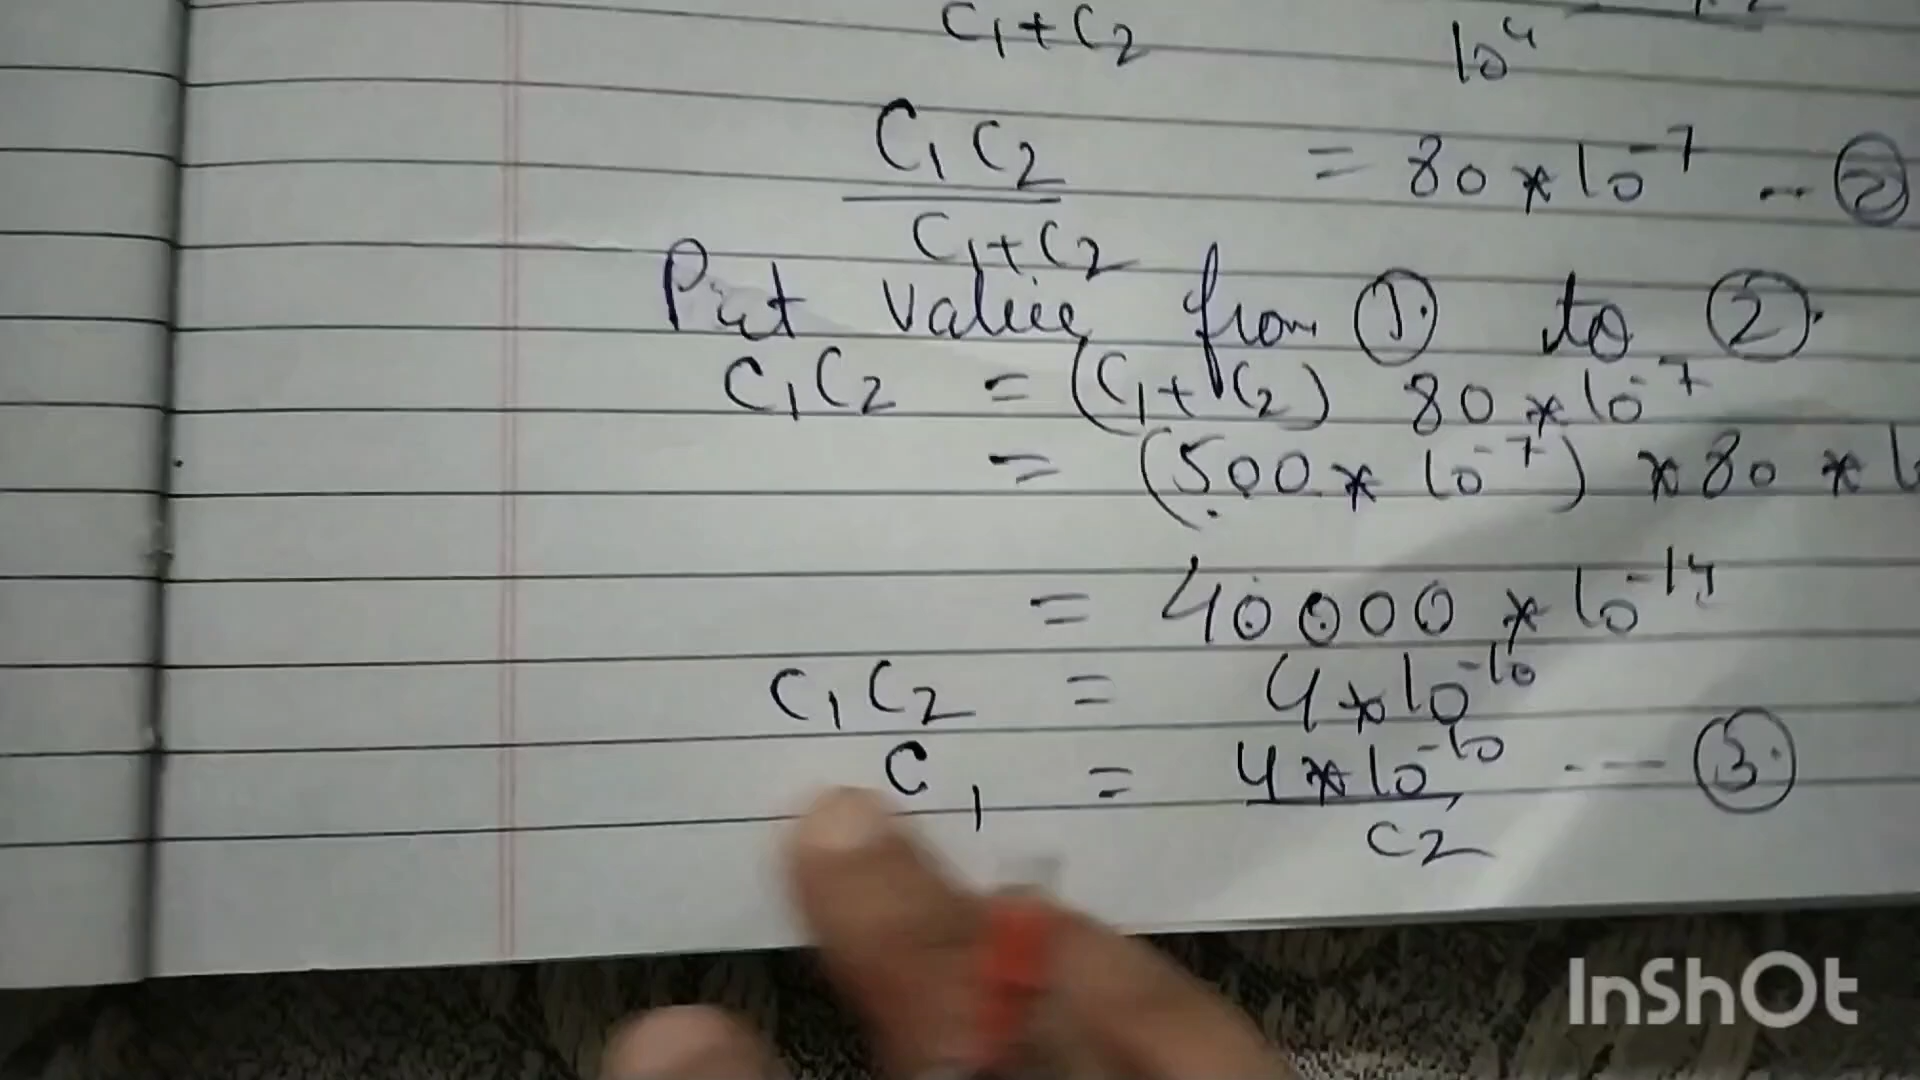 C1+C2 10^4
C1C2 = 80*10^-7 -- 2
C1+C2
Put value from 1 to 2.
C1C2 = (C1+C2) 80*10^-7
= (500*10^-7) *80*
= 40000*10^-14
C1C2 = 4*10^-10
C1 = 4*10^-10 --- 3.
C2
InShOt